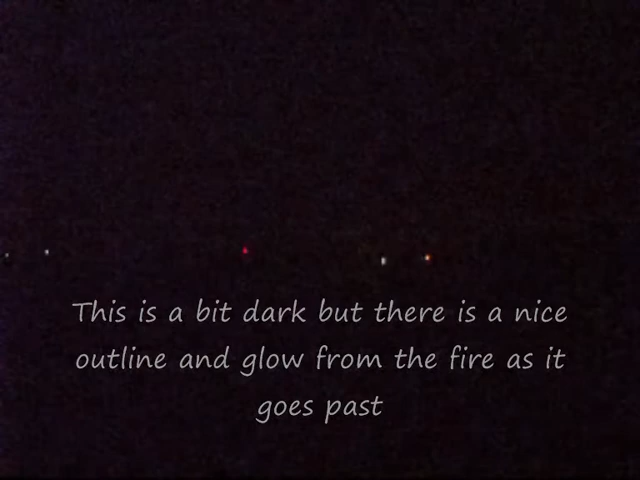 This is a bit dark but there is a nice
outline and glow from the fire as it
goes past